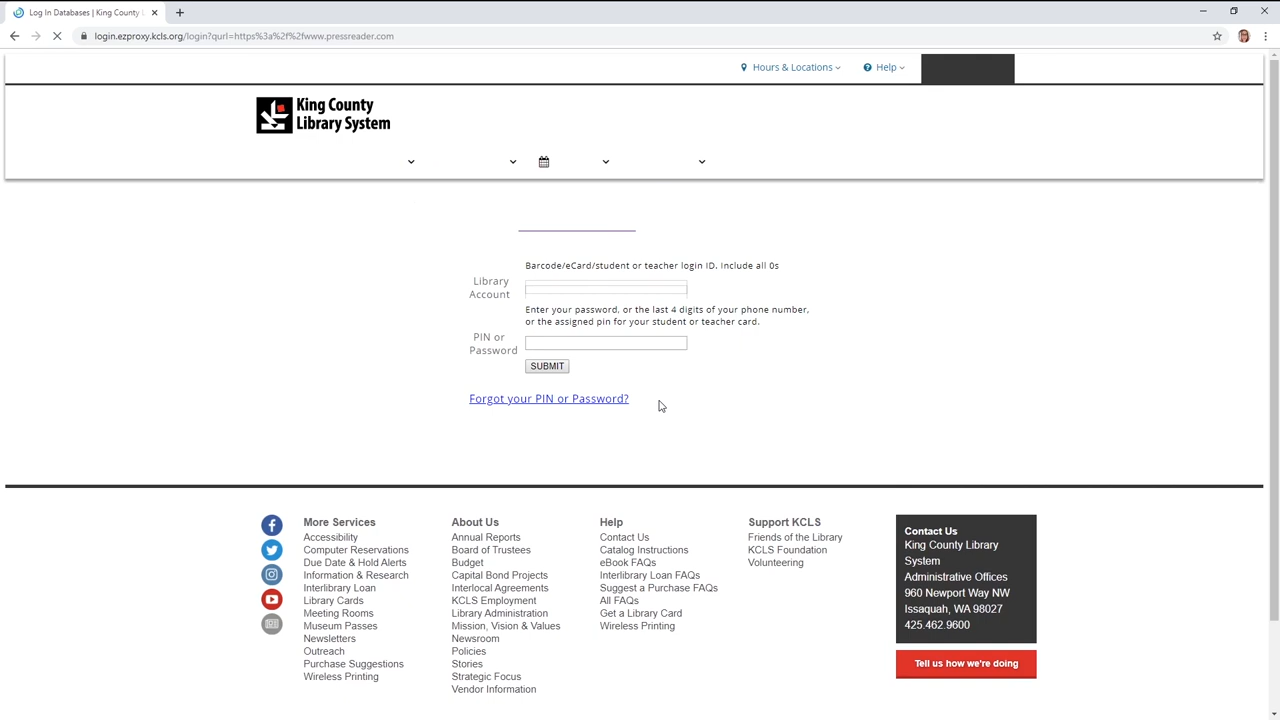 Log In Databases | King County L
login.ezproxy.kcls.org/login?qurl=https%3a%2f%2fwww.pressreader.com
Hours & Locations
Help
King County
Library System
Barcode/eCard/student or teacher login ID. Include all 0s
Library
Account
Enter your password, or the last 4 digits of your phone number,
or the assigned pin for your student or teacher card.
PIN or
Password
SUBMIT
Forgot your PIN or Password?
More Services
Accessibility
Computer Reservations
Due Date & Hold Alerts
Information & Research
Interlibrary Loan
Library Cards
Meeting Rooms
Museum Passes
Newsletters
Outreach
Purchase Suggestions
Wireless Printing
About Us
Annual Reports
Board of Trustees
Budget
Capital Bond Projects
Interlocal Agreements
KCLS Employment
Library Administration
Mission, Vision & Values
Newsroom
Policies
Stories
Strategic Focus
Vendor Information
Help
Contact Us
Catalog Instructions
eBook FAQs
Interlibrary Loan FAQs
Suggest a Purchase FAQs
All FAQs
Get a Library Card
Wireless Printing
Support KCLS
Friends of the Library
KCLS Foundation
Volunteering
Contact Us
King County Library
System
Administrative Offices
960 Newport Way NW
Issaquah, WA 98027
425.462.9600
Tell us how we're doing